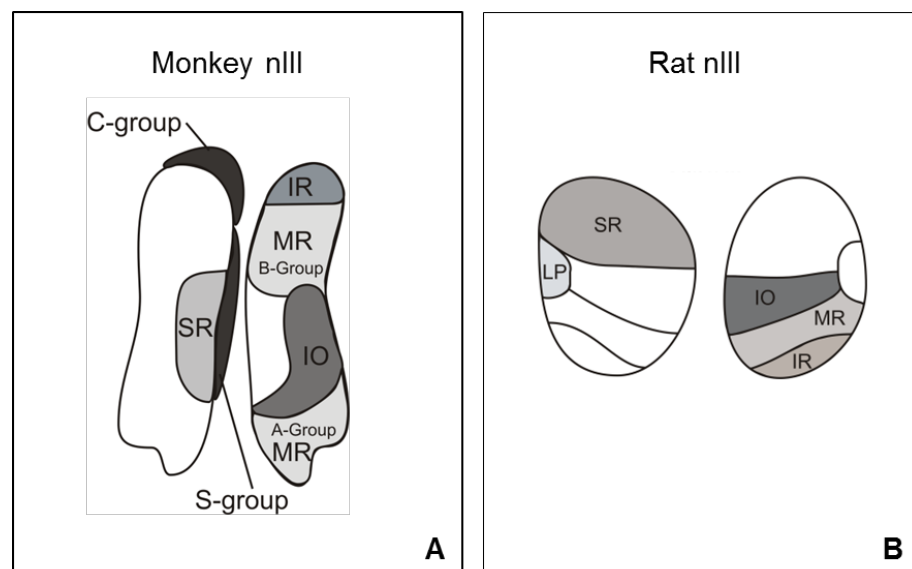 Monkey nIII
C-group
IR
MR
B-Group
SR
IO
A-Group
MR
S-group
A
Rat nIII
SR
LP
IO
MR
IR
B